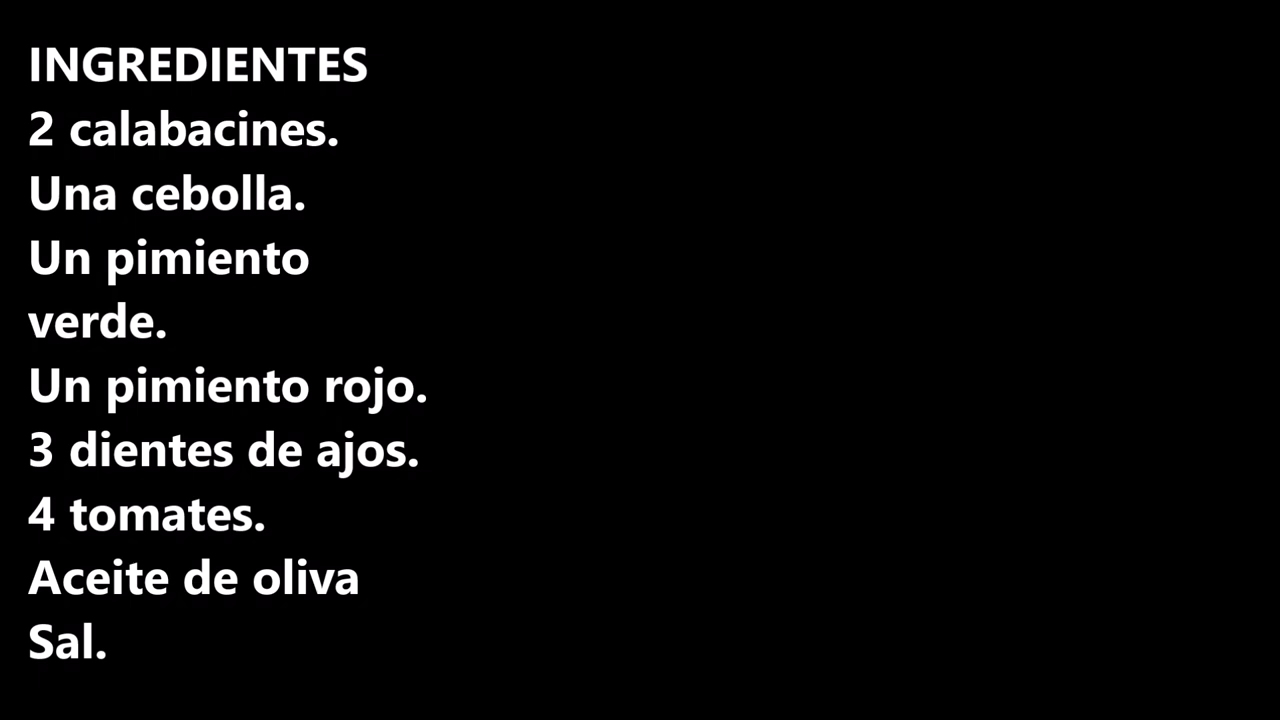 INGREDIENTES
2 calabacines.
Una cebolla.
Un pimiento
verde.
Un pimiento rojo.
3 dientes de ajos.
4 tomates.
Aceite de oliva
Sal.